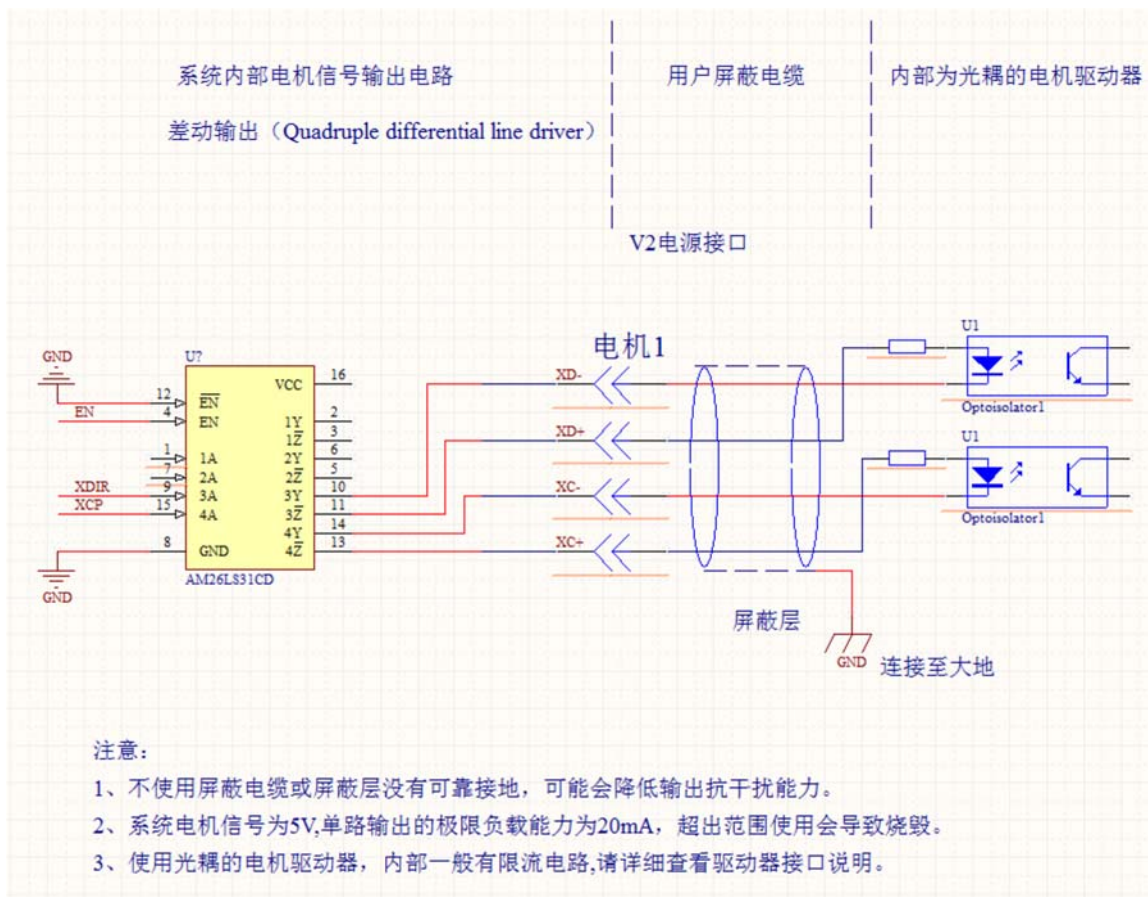 系统内部电机信号输出电路
用户屏蔽电缆
内部为光耦的电机驱动器
差动输出（Quadruple differential line driver）
V2电源接口
电机1
U1
Optoisolator1
U1
Optoisolator1
GND
U?
VCC
16
12
EN
EN
4
EN
1Y
2
1Z
3
1
1A
2Y
6
7
2A
2Z
5
XDIR
9
3A
3Y
10
XCP
15
4A
3Z
11
4Y
14
8
GND
4Z
13
AM26LS31CD
GND
XD-
XD+
XC-
XC+
屏蔽层
GND
连接至大地
注意：
1、不使用屏蔽电缆或屏蔽层没有可靠接地，可能会降低输出抗干扰能力。
2、系统电机信号为5V,单路输出的极限负载能力为20mA，超出范围使用会导致烧毁。
3、使用光耦的电机驱动器，内部一般有限流电路,请详细查看驱动器接口说明。